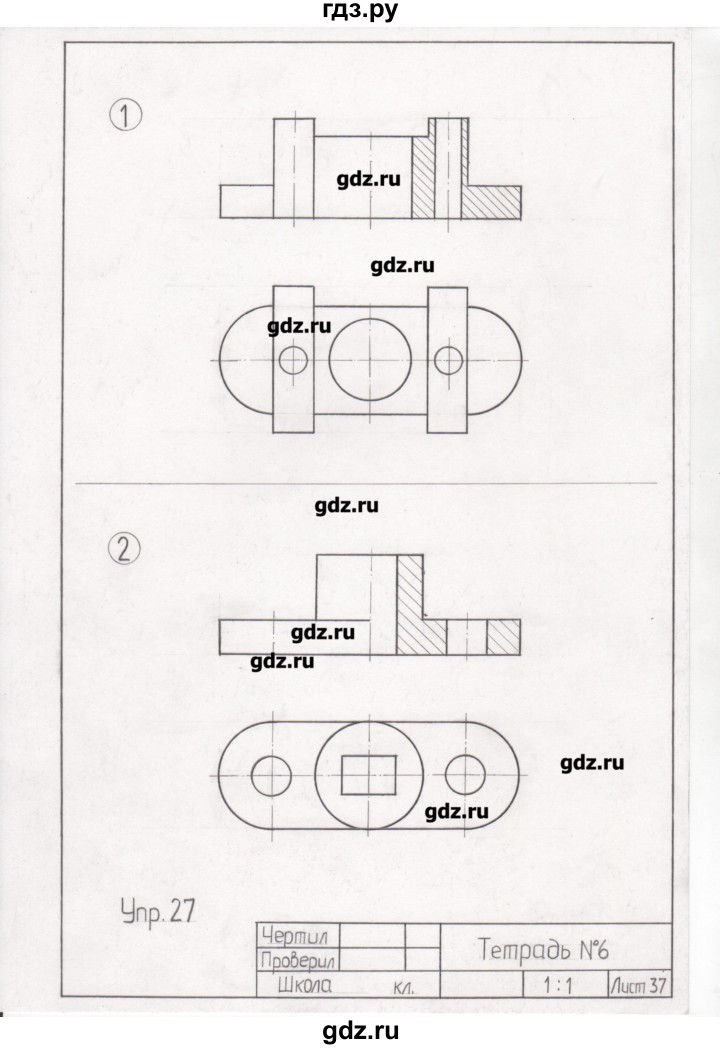 гдз.ру
1
gdz.ru
gdz.ru
gdz.ru
gdz.ru
2
gdz.ru
gdz.ru
gdz.ru
gdz.ru
Упр. 27
Чертил
Проверил
Тетрадь №6
Школа кл.
1:1
Лист 37
gdz.ru